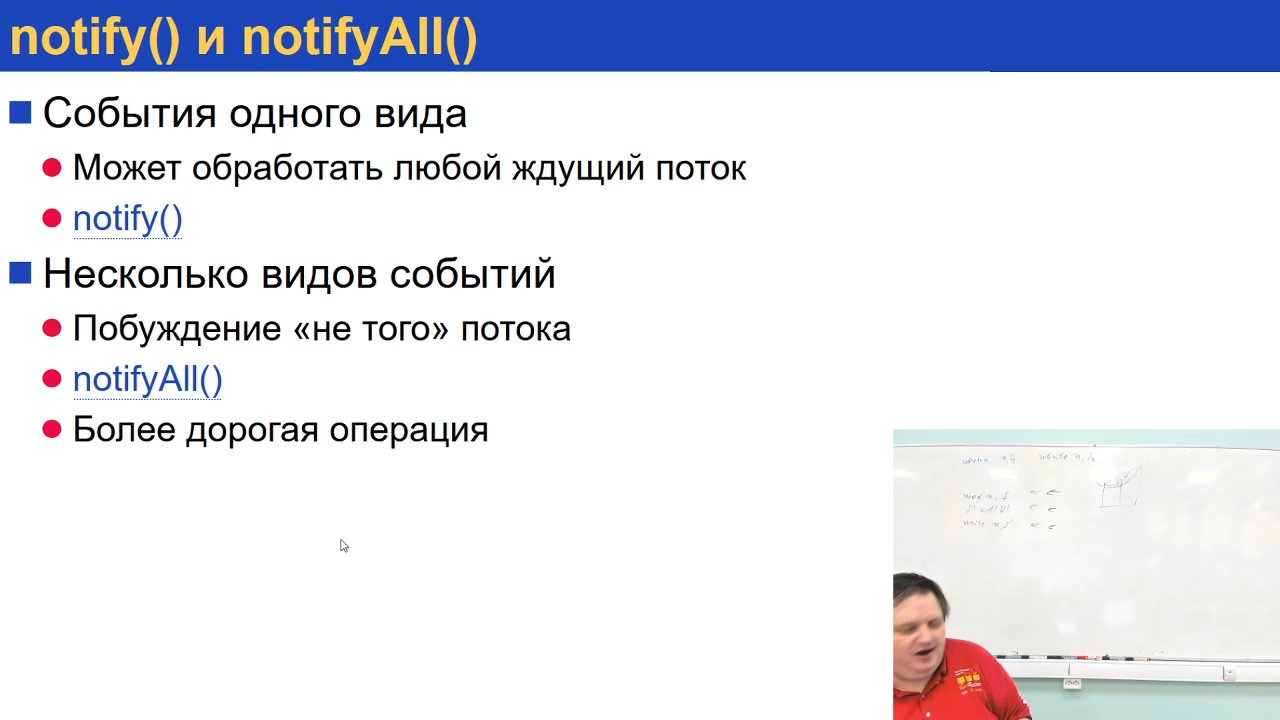 notify() и notifyAll()
События одного вида
Может обработать любой ждущий поток
notify()
Несколько видов событий
Побуждение «не того» потока
notifyAll()
Более дорогая операция